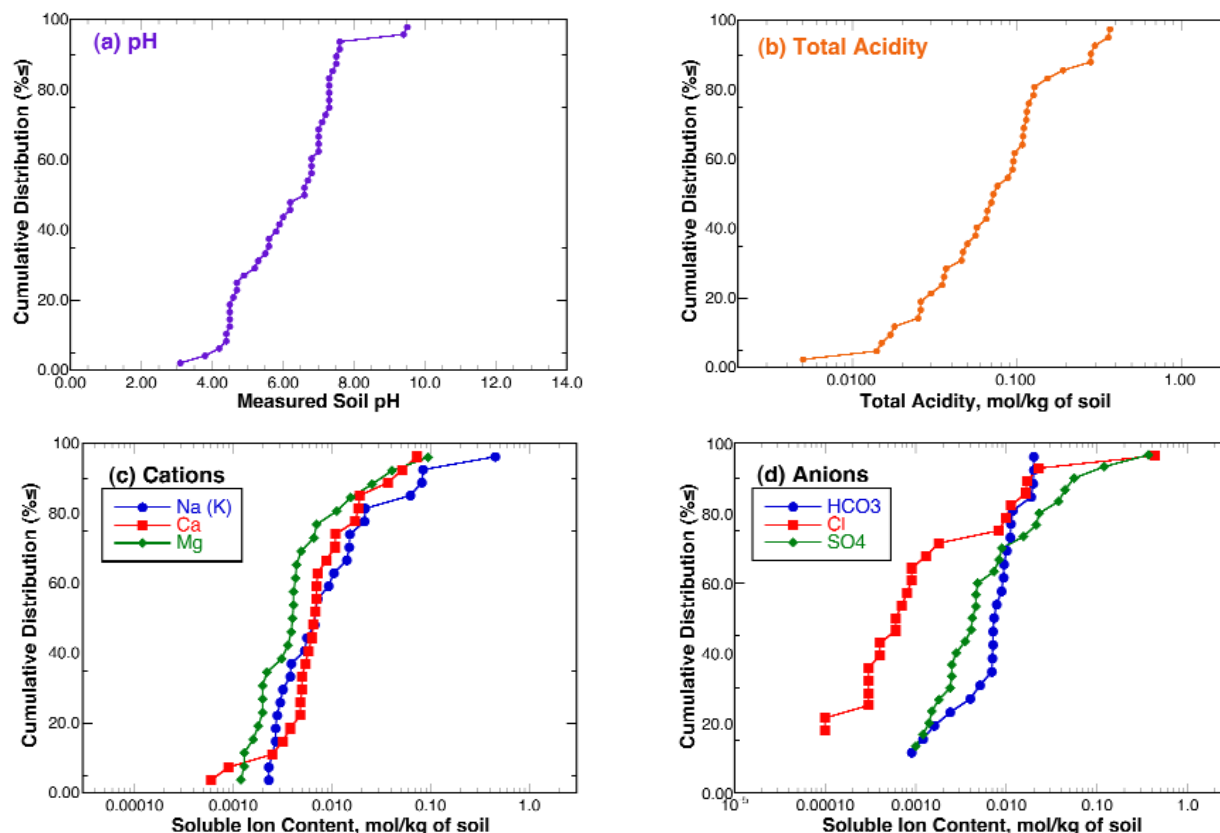 (a) pH
Cumulative Distribution (%≤)
100
80.0
60.0
40.0
20.0
0.00
0.00 2.00 4.00 6.00 8.00 10.0 12.0 14.0
Measured Soil pH
(b) Total Acidity
Cumulative Distribution (%≤)
100
80.0
60.0
40.0
20.0
0.00
0.0100 0.100 1.00
Total Acidity, mol/kg of soil
(c) Cations
Na (K)
Ca
Mg
Cumulative Distribution (%≤)
100
80.0
60.0
40.0
20.0
0.00
0.00010 0.0010 0.010 0.10 1.0
Soluble Ion Content, mol/kg of soil
(d) Anions
HCO3
Cl
SO4
Cumulative Distribution (%≤)
100
80.0
60.0
40.0
20.0
0.00
0.00010 0.0010 0.010 0.10 1.0
Soluble Ion Content, mol/kg of soil